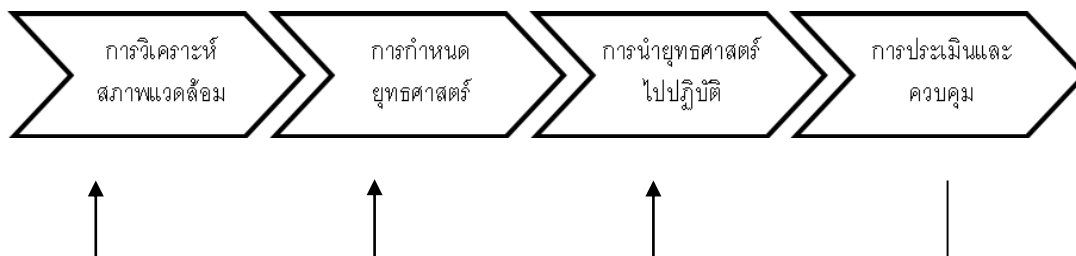 การวิเคราะห์
สภาพแวดล้อม
การกำหนด
ยุทธศาสตร์
การนำยุทธศาสตร์
ไปปฏิบัติ
การประเมินและ
ควบคุม